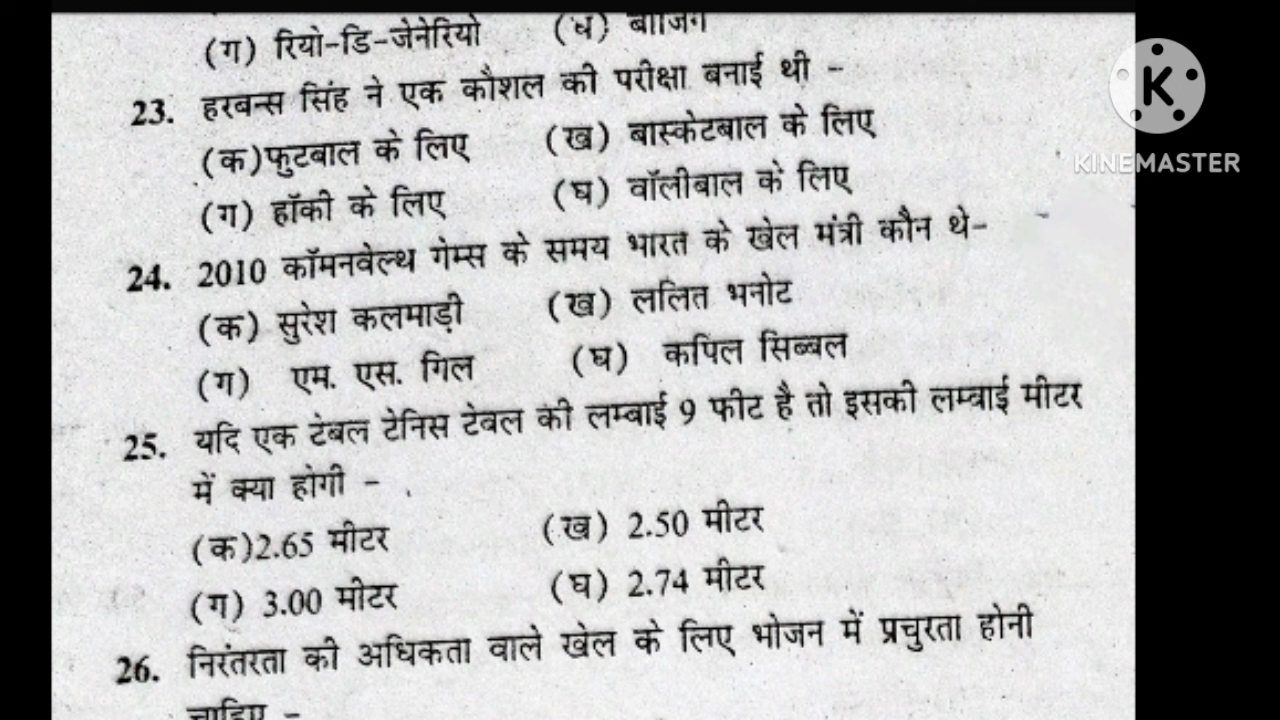 (ग) रियो-डि-जेनेरियो (घ) बीजिंग
23. हरबन्स सिंह ने एक कौशल की परीक्षा बनाई थी -
(क)फुटबाल के लिए (ख) बास्केटबाल के लिए
(ग) हॉकी के लिए (घ) वॉलीबाल के लिए
24. 2010 कॉमनवेल्थ गेम्स के समय भारत के खेल मंत्री कौन थे-
(क) सुरेश कलमाड़ी (ख) ललित भनोट
(ग) एम. एस. गिल (घ) कपिल सिब्बल
25. यदि एक टेबल टेनिस टेबल की लम्बाई 9 फीट है तो इसकी लम्बाई मीटर
में क्या होगी -
(क)2.65 मीटर (ख) 2.50 मीटर
(ग) 3.00 मीटर (घ) 2.74 मीटर
26. निरंतरता की अधिकता वाले खेल के लिए भोजन में प्रचुरता होनी
चाहिए -
K
KINEMASTER